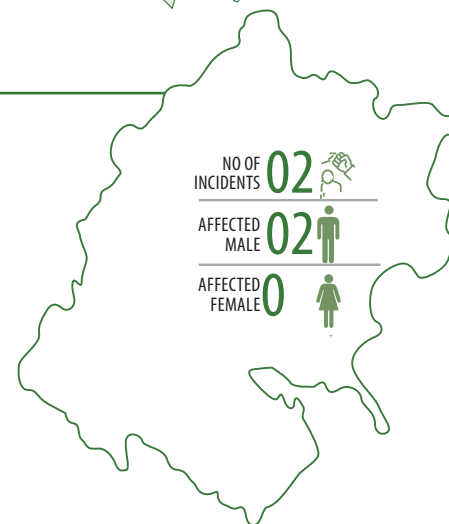 NO OF
INCIDENTS 02
AFFECTED
MALE 02
AFFECTED
FEMALE 0